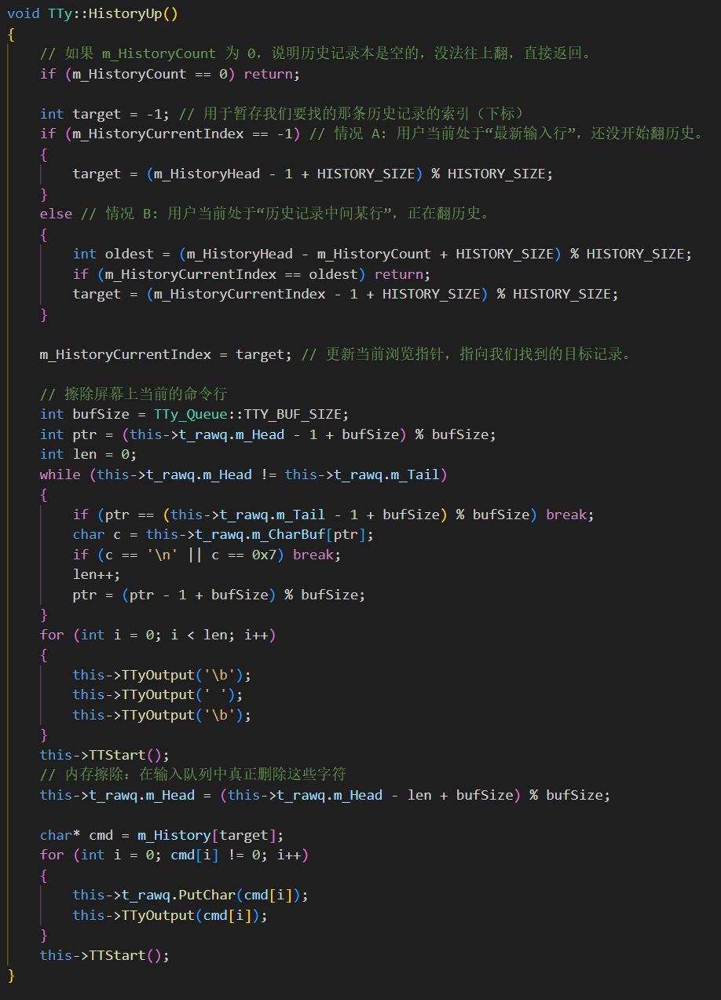 void TTy::HistoryUp()
{
    // 如果 m_HistoryCount 为 0，说明历史记录本是空的，没法往上翻，直接返回。
    if (m_HistoryCount == 0) return;

    int target = -1; // 用于暂存我们要找的那条历史记录的索引（下标）
    if (m_HistoryCurrentIndex == -1) // 情况 A: 用户当前处于“最新输入行”，还没开始翻历史。
    {
        target = (m_HistoryHead - 1 + HISTORY_SIZE) % HISTORY_SIZE;
    }
    else // 情况 B: 用户当前处于“历史记录中间某行”，正在翻历史。
    {
        int oldest = (m_HistoryHead - m_HistoryCount + HISTORY_SIZE) % HISTORY_SIZE;
        if (m_HistoryCurrentIndex == oldest) return;
        target = (m_HistoryCurrentIndex - 1 + HISTORY_SIZE) % HISTORY_SIZE;
    }

    m_HistoryCurrentIndex = target; // 更新当前浏览指针，指向我们找到的目标记录。

    // 擦除屏幕上当前的命令行
    int bufSize = TTy_Queue::TTY_BUF_SIZE;
    int ptr = (this->t_rawq.m_Head - 1 + bufSize) % bufSize;
    int len = 0;
    while (this->t_rawq.m_Head != this->t_rawq.m_Tail)
    {
        if (ptr == (this->t_rawq.m_Tail - 1 + bufSize) % bufSize) break;
        char c = this->t_rawq.m_CharBuf[ptr];
        if (c == '\n' || c == 0x7) break;
        len++;
        ptr = (ptr - 1 + bufSize) % bufSize;
    }
    for (int i = 0; i < len; i++)
    {
        this->TTyOutput('\b');
        this->TTyOutput(' ');
        this->TTyOutput('\b');
    }
    this->TTStart();
    // 内存擦除：在输入队列中真正删除这些字符
    this->t_rawq.m_Head = (this->t_rawq.m_Head - len + bufSize) % bufSize;

    char* cmd = m_History[target];
    for (int i = 0; cmd[i] != 0; i++)
    {
        this->t_rawq.PutChar(cmd[i]);
        this->TTyOutput(cmd[i]);
    }
    this->TTStart();
}